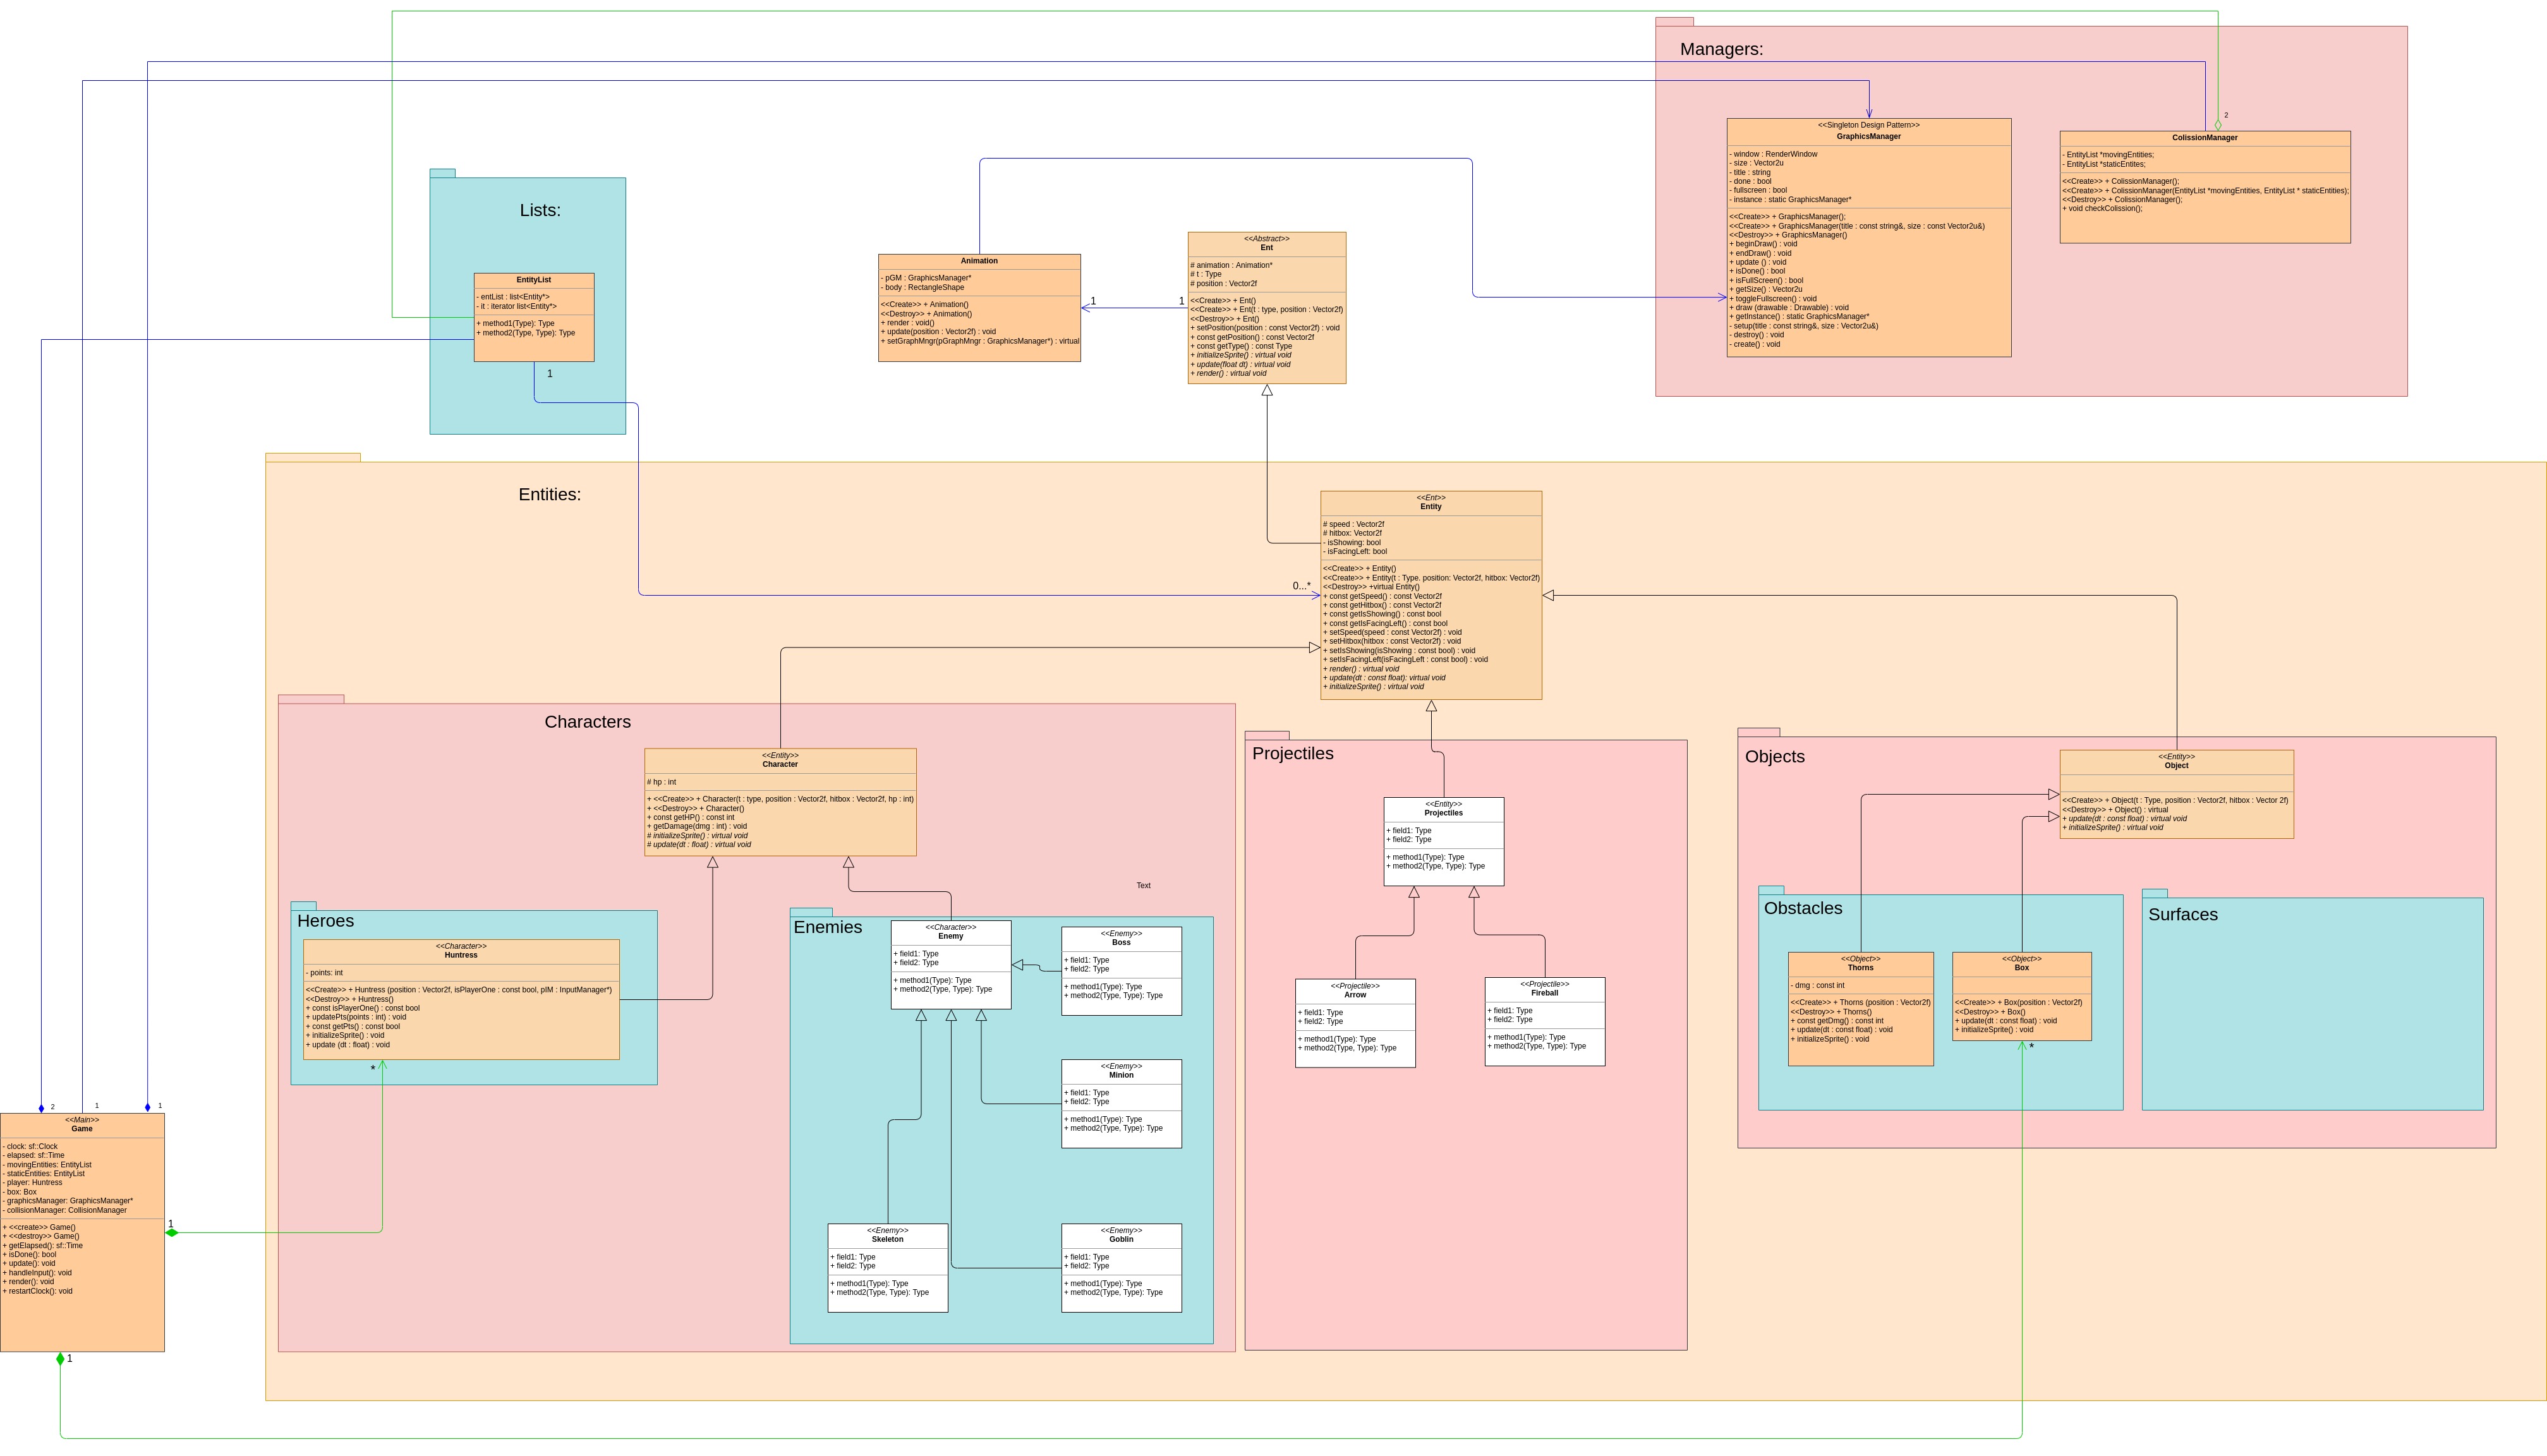 Managers:
2
<<Singleton Design Pattern>>
GraphicsManager
- window : RenderWindow
- size : Vector2u
- title : string
- done : bool
- fullscreen : bool
- instance : static GraphicsManager*
<<Create>> + GraphicsManager();
<<Create>> + GraphicsManager(title : const string&, size : const Vector2u&)
<<Destroy>> + GraphicsManager()
+ beginDraw() : void
+ endDraw() : void
+ update () : void
+ isDone() : bool
+ isFullScreen() : bool
+ getSize() : Vector2u
+ toggleFullscreen() : void
+ draw (drawable : Drawable) : void
+ getInstance() : static GraphicsManager*
- setup(title : const string&, size : Vector2u&)
- destroy() : void
- create() : void
ColissionManager
- EntityList *movingEntities;
- EntityList *staticEntites;
<<Create>> + ColissionManager();
<<Create>> + ColissionManager(EntityList *movingEntities, EntityList * staticEntities);
<<Destroy>> + ColissionManager();
+ void checkColission();
Lists:
EntityList
- entList : list<Entity*>
- it : iterator list<Entity*>
+ method1(Type): Type
+ method2(Type, Type): Type
1
Animation
- pGM : GraphicsManager*
- body : RectangleShape
<<Create>> + Animation()
<<Destroy>> + Animation()
+ render : void()
+ update(position : Vector2f) : void
+ setGraphMngr(pGraphMngr : GraphicsManager*) : virtual
1
1
<<Abstract>>
Ent
# animation : Animation*
# t : Type
# position : Vector2f
<<Create>> + Ent()
<<Create>> + Ent(t : type, position : Vector2f)
<<Destroy>> + Ent()
+ setPosition(position : const Vector2f) : void
+ const getPosition() : const Vector2f
+ const getType() : const Type
+ initializeSprite() : virtual void
+ update(float dt) : virtual void
+ render() : virtual void
Entities:
<<Ent>>
Entity
# speed : Vector2f
# hitbox: Vector2f
- isShowing: bool
- isFacingLeft: bool
<<Create>> + Entity()
<<Create>> + Entity(t : Type. position: Vector2f, hitbox: Vector2f)
<<Destroy>> +virtual Entity()
+ const getSpeed() : const Vector2f
+ const getHitbox() : const Vector2f
+ const getIsShowing() : const bool
+ const getIsFacingLeft() : const bool
+ setSpeed(speed : const Vector2f) : void
+ setHitbox(hitbox : const Vector2f) : void
+ setIsShowing(isShowing : const bool) : void
+ setIsFacingLeft(isFacingLeft : const bool) : void
+ render() : virtual void
+ update(dt : const float): virtual void
+ initializeSprite() : virtual void
0...*
Characters
<<Entity>>
Character
# hp : int
+ <<Create>> + Character(t : type, position : Vector2f, hitbox : Vector2f, hp : int)
+ <<Destroy>> + Character()
+ const getHP() : const int
+ getDamage(dmg : int) : void
# initializeSprite() : virtual void
# update(dt : float) : virtual void
Text
Heroes
<<Character>>
Huntress
- points: int
<<Create>> + Huntress (position : Vector2f, isPlayerOne : const bool, pIM : InputManager*)
<<Destroy>> + Huntress()
+ const isPlayerOne() : const bool
+ updatePts(points : int) : void
+ const getPts() : const bool
+ initializeSprite() : void
+ update (dt : float) : void
*
Enemies
<<Character>>
Enemy
+ field1: Type
+ field2: Type
+ method1(Type): Type
+ method2(Type, Type): Type
<<Enemy>>
Boss
+ field1: Type
+ field2: Type
+ method1(Type): Type
+ method2(Type, Type): Type
<<Enemy>>
Minion
+ field1: Type
+ field2: Type
+ method1(Type): Type
+ method2(Type, Type): Type
<<Enemy>>
Skeleton
+ field1: Type
+ field2: Type
+ method1(Type): Type
+ method2(Type, Type): Type
<<Enemy>>
Goblin
+ field1: Type
+ field2: Type
+ method1(Type): Type
+ method2(Type, Type): Type
Projectiles
<<Entity>>
Projectiles
+ field1: Type
+ field2: Type
+ method1(Type): Type
+ method2(Type, Type): Type
<<Projectile>>
Arrow
+ field1: Type
+ field2: Type
+ method1(Type): Type
+ method2(Type, Type): Type
<<Projectile>>
Fireball
+ field1: Type
+ field2: Type
+ method1(Type): Type
+ method2(Type, Type): Type
Objects
<<Entity>>
Object
<<Create>> + Object(t : Type, position : Vector2f, hitbox : Vector 2f)
<<Destroy>> + Object() : virtual
+ update(dt : const float) : virtual void
+ initializeSprite() : virtual void
Obstacles
<<Object>>
Thorns
- dmg : const int
<<Create>> + Thorns (position : Vector2f)
<<Destroy>> + Thorns()
+ const getDmg() : const int
+ update(dt : const float) : void
+ initializeSprite() : void
<<Object>>
Box
<<Create>> + Box(position : Vector2f)
<<Destroy>> + Box()
+ update(dt : const float) : void
+ initializeSprite() : void
*
Surfaces
2
1
1
<<Main>>
Game
- clock: sf::Clock
- elapsed: sf::Time
- movingEntities: EntityList
- staticEntities: EntityList
- player: Huntress
- box: Box
- graphicsManager: GraphicsManager*
- collisionManager: CollisionManager
+ <<create>> Game()
+ <<destroy>> Game()
+ getElapsed(): sf::Time
+ isDone(): bool
+ update(): void
+ handleInput(): void
+ render(): void
+ restartClock(): void
1
1